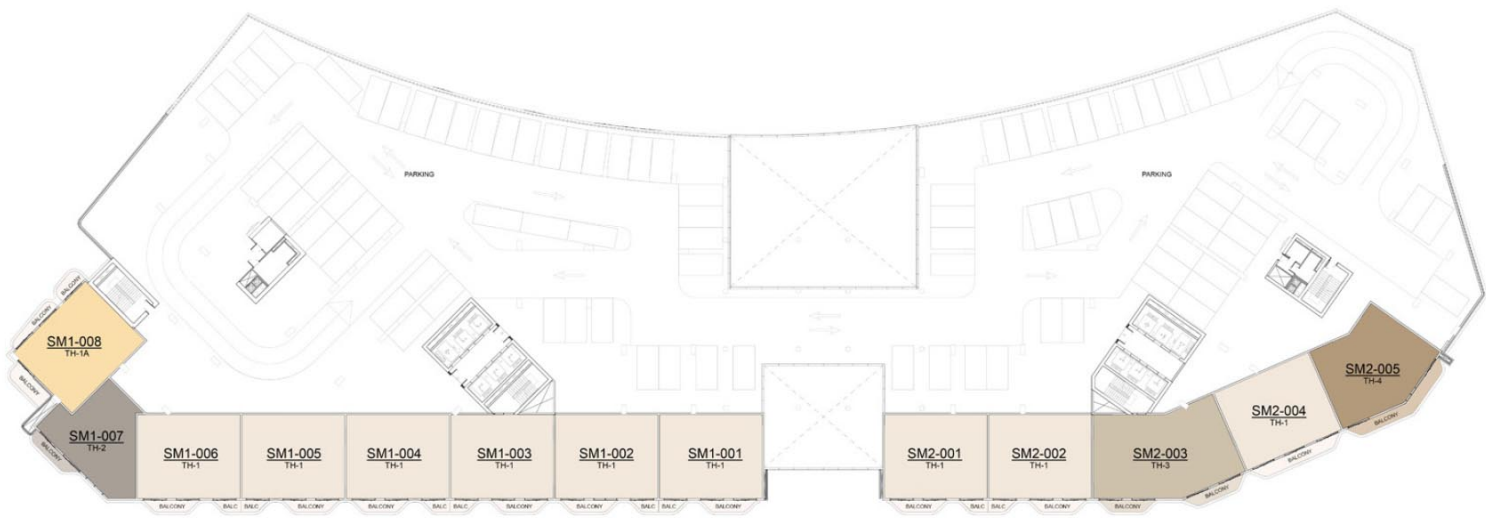 PARKING
PARKING
BALCONY
BALCONY
SM1-008
TH-1A
BALCONY
SM2-005
TH-4
BALCONY
SM2-004
TH-1
BALCONY
SM1-007
TH-2
BALCONY
SM1-006
TH-1
SM1-005
TH-1
SM1-004
TH-1
SM1-003
TH-1
SM1-002
TH-1
SM1-001
TH-1
SM2-001
TH-1
SM2-002
TH-1
SM2-003
TH-3
BALCONY
BALCONY
BALC
BALC
BALCONY
BALCONY
BALC
BALC
BALCONY
BALCONY
BALC
BALC
BALCONY
BALCONY
BALC
BALC
BALCONY
BALCONY